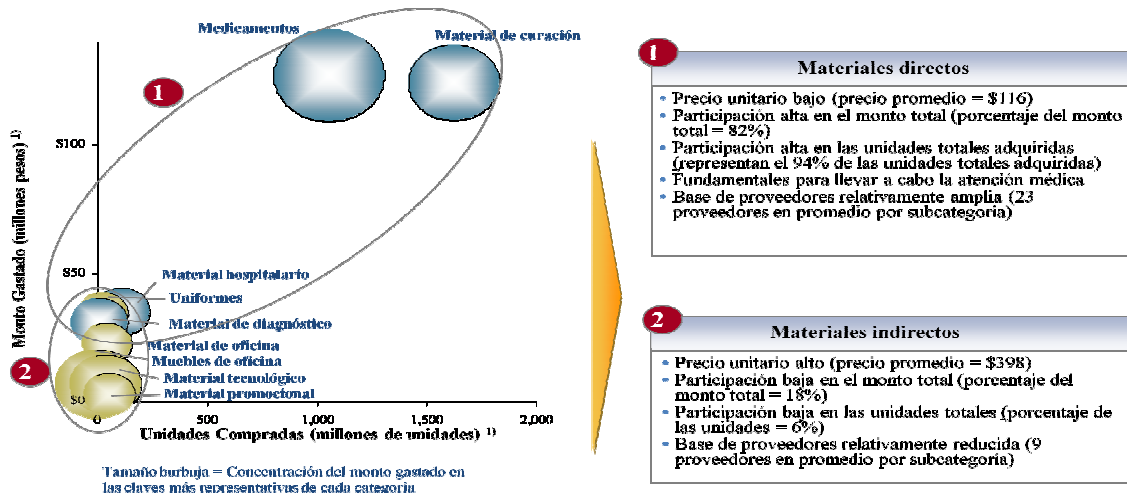 Medicamentos
Material de curación
1
Monto Gastado (millones pesos) 1)
$100
$50
$0
Material hospitalario
Uniformes
Material de diagnóstico
Material de oficina
Muebles de oficina
Material tecnológico
Material promocional
2
0
500
1,000
1,500
2,000
Unidades Compradas (millones de unidades) 1)
Tamaño burbuja = Concentración del monto gastado en
las claves más representativas de cada categoría
1
Materiales directos
• Precio unitario bajo (precio promedio = $116)
• Participación alta en el monto total (porcentaje del monto
total = 82%)
• Participación alta en las unidades totales adquiridas
(representan el 94% de las unidades totales adquiridas)
• Fundamentales para llevar a cabo la atención médica
• Base de proveedores relativamente amplia (23
proveedores en promedio por subcategoría)
2
Materiales indirectos
• Precio unitario alto (precio promedio = $398)
• Participación baja en el monto total (porcentaje del
monto total = 18%)
• Participación baja en las unidades totales (porcentaje de
las unidades = 6%)
• Base de proveedores relativamente reducida (9
proveedores en promedio por subcategoría)